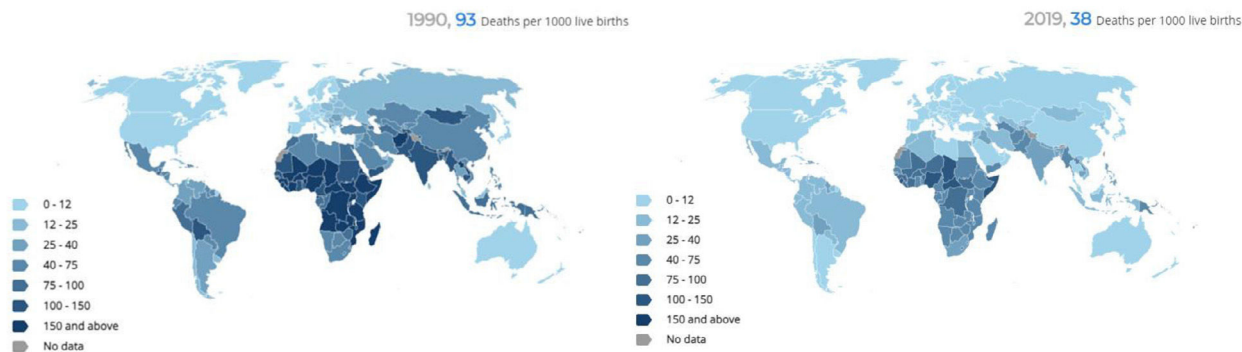 1990, 93 Deaths per 1000 live births
0 - 12
12 - 25
25 - 40
40 - 75
75 - 100
100 - 150
150 and above
No data
2019, 38 Deaths per 1000 live births
0 - 12
12 - 25
25 - 40
40 - 75
75 - 100
100 - 150
150 and above
No data